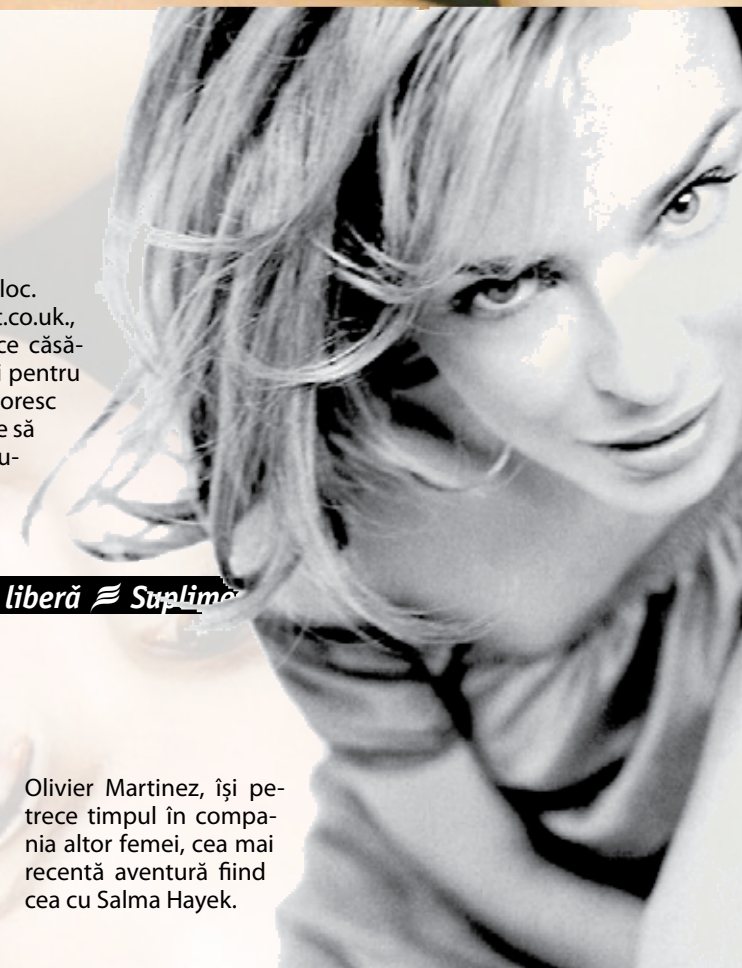 loc.
t.co.uk.,
ce căsă-
i pentru
oresc
e să
u-
liberă Suplime
Olivier Martinez, își pe-
trece timpul în compa-
nia altor femei, cea mai
recentă aventură fiind
cea cu Salma Hayek.